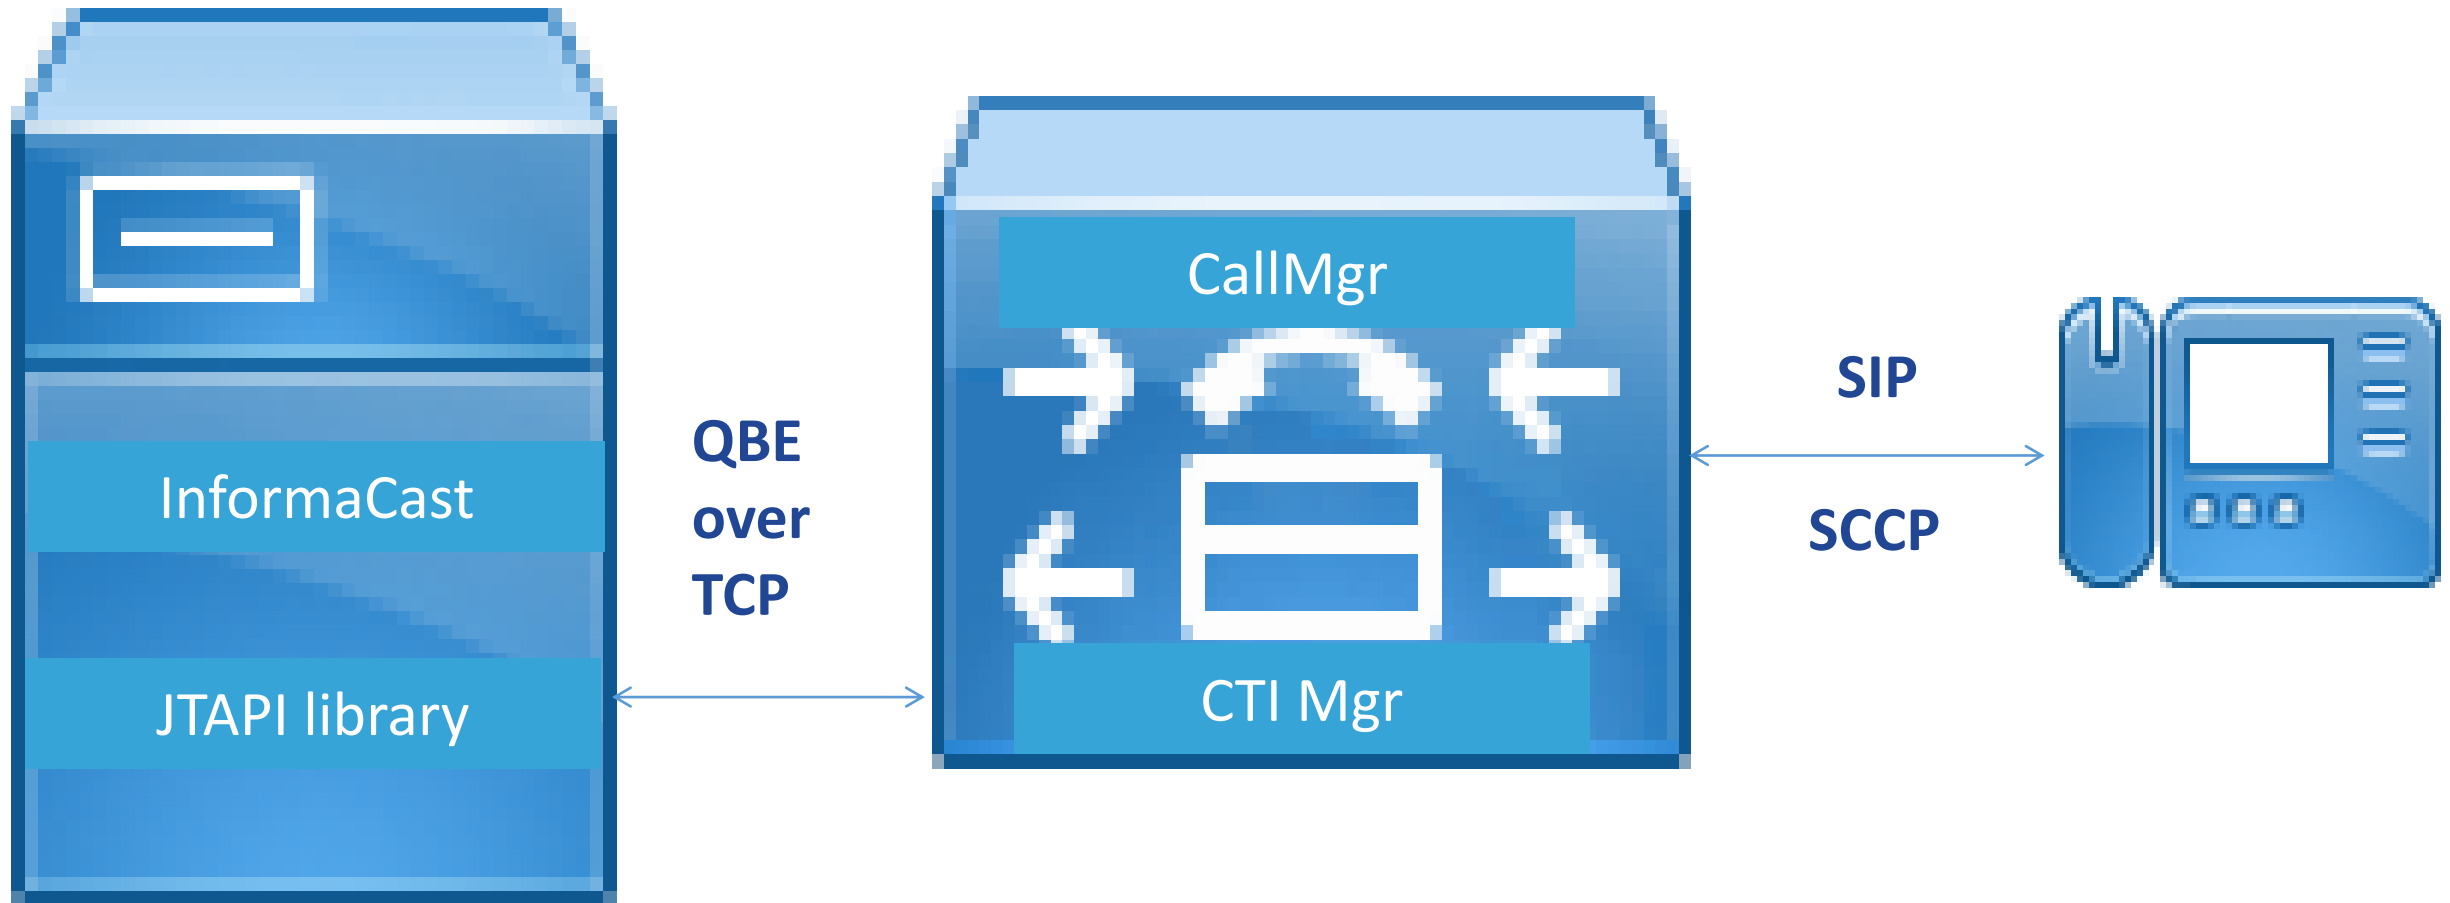 InformaCast
JTAPI library
QBE
over
TCP
CallMgr
CTI Mgr
SIP
SCCP